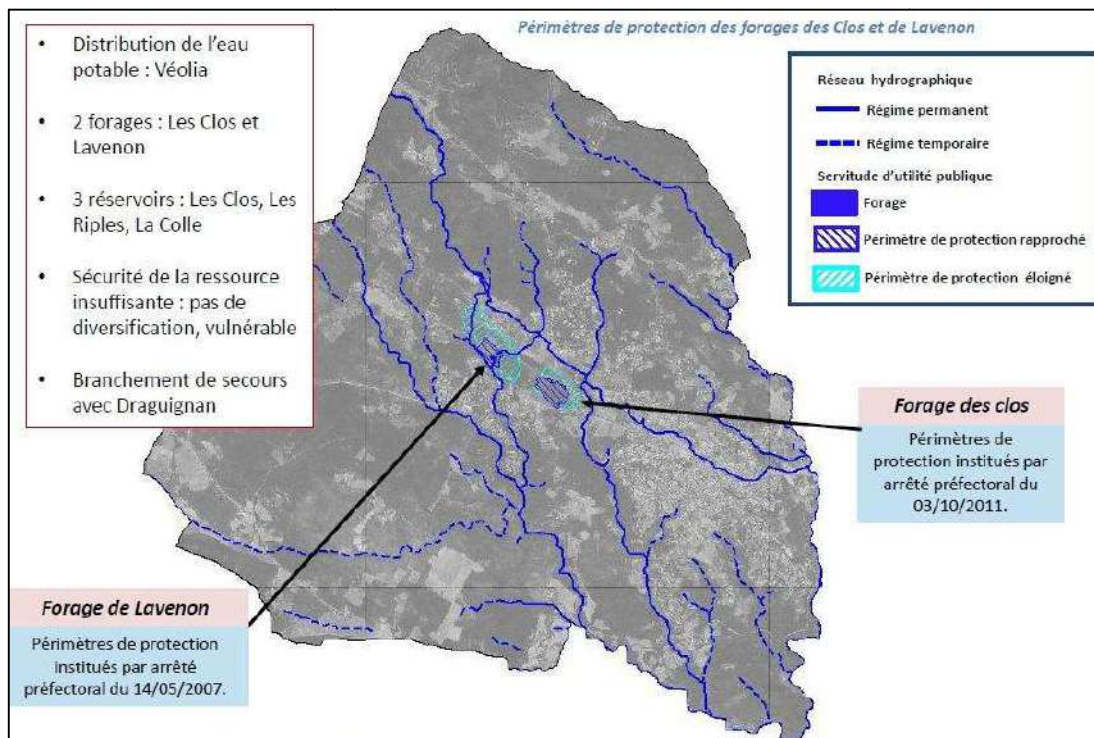 Périmètres de protection des forages des Clos et de Lavenon
• Distribution de l'eau
potable : Véolia
• 2 forages : Les Clos et
Lavenon
• 3 réservoirs : Les Clos, Les
Riples, La Colle
• Sécurité de la ressource
insuffisante : pas de
diversification, vulnérable
• Branchement de secours
avec Draguignan
Réseau hydrographique
Régime permanent
Régime temporaire
Servitude d'utilité publique
Forage
Périmètre de protection rapproché
Périmètre de protection éloigné
Forage des clos
Périmètres de
protection institués par
arrêté préfectoral du
03/10/2011.
Forage de Lavenon
Périmètres de protection
institués par arrêté
préfectoral du 14/05/2007.